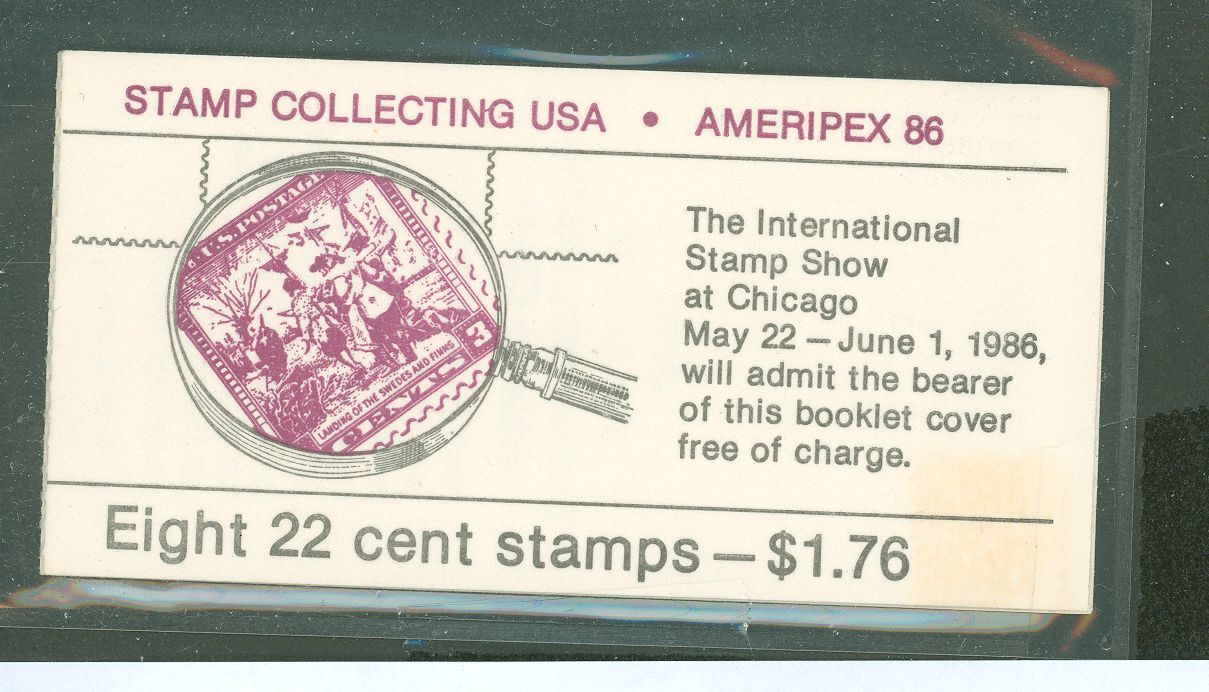 STAMP COLLECTING USA • AMERIPEX 86
U.S. POSTAGE
3
LANDING OF THE SWEDES AND FINNS
CENTS
The International
Stamp Show
at Chicago
May 22 — June 1, 1986,
will admit the bearer
of this booklet cover
free of charge.
Eight 22 cent stamps — $1.76